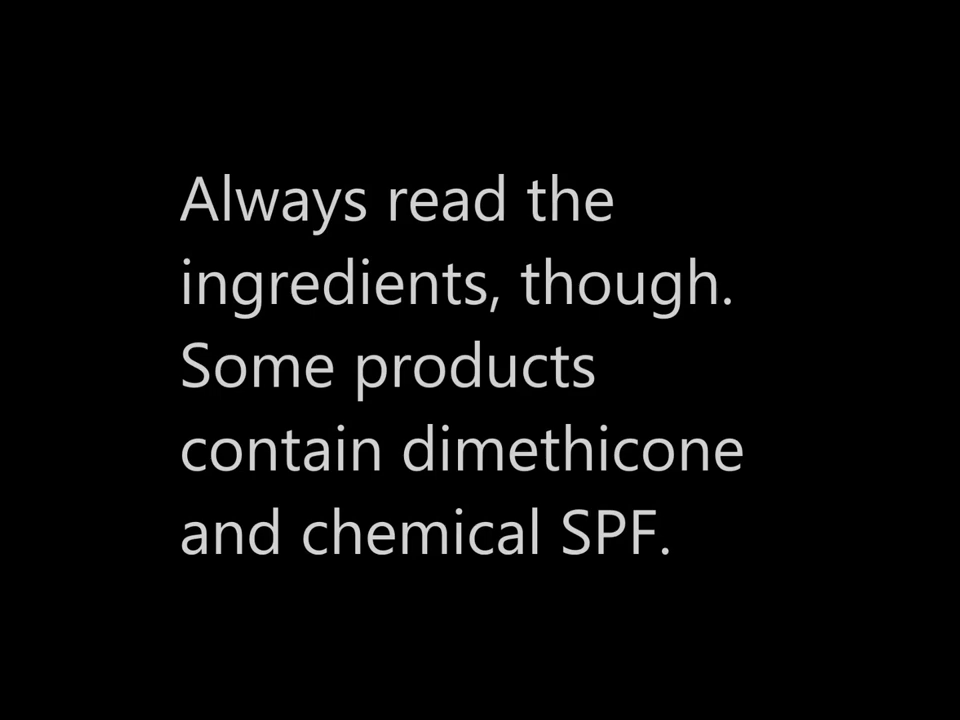 Always read the
ingredients, though.
Some products
contain dimethicone
and chemical SPF.